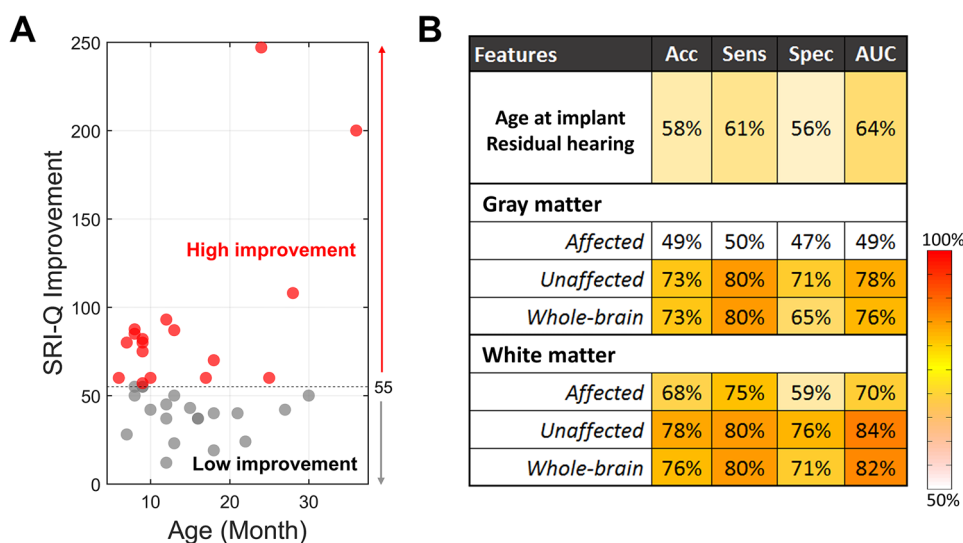 A
250
200
150
100
50
0
10
20
30
SRI-Q Improvement
Age (Month)
High improvement
Low improvement
55
B
Features Acc Sens Spec AUC
Age at implant
Residual hearing 58% 61% 56% 64%
Gray matter
Affected 49% 50% 47% 49%
Unaffected 73% 80% 71% 78%
Whole-brain 73% 80% 65% 76%
White matter
Affected 68% 75% 59% 70%
Unaffected 78% 80% 76% 84%
Whole-brain 76% 80% 71% 82%
100%
50%